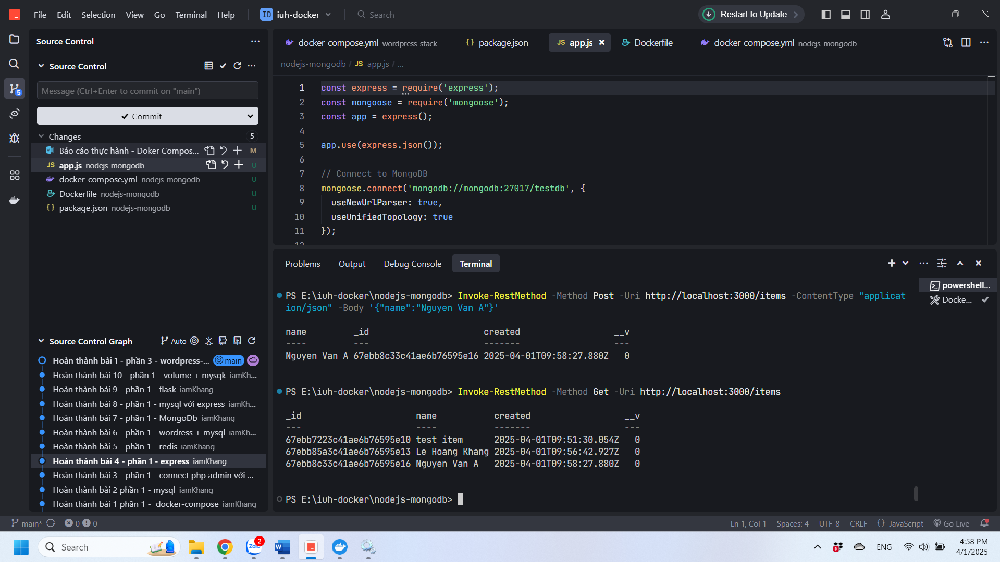 File Edit Selection View Go Terminal Help ID iuh-docker Search Restart to Update
Source Control
Source Control
Message (Ctrl+Enter to commit on "main")
Commit
Changes 5
Báo cáo thực hành - Doker Compos... M
JS app.js nodejs-mongodb U
docker-compose.yml nodejs-mongodb U
Dockerfile nodejs-mongodb U
{} package.json nodejs-mongodb U
5
Source Control Graph Auto
Hoàn thành bài 1 - phần 3 - wordpress-... main
Hoàn thành bài 10 - phần 1 - volume + mysqk iamKh...
Hoàn thành bài 9 - phần 1 - flask iamKhang
Hoàn thành bài 8 - phần 1 - mysql với express iamKh...
Hoàn thành bài 7 - phần 1 - MongoDb iamKhang
Hoàn thành bài 6 - phần 1 - wordress + mysql iamKh...
Hoàn thành bài 5 - phần 1 - redis iamKhang
Hoàn thành bài 4 - phần 1 - express iamKhang
Hoàn thành bài 3 - phần 1 - connect php admin với ...
Hoàn thành bài 2 phần 1 - mysql iamKhang
Hoàn thành bài 1 phần 1 - docker-compose iamKhang
docker-compose.yml wordpress-stack {} package.json JS app.js Dockerfile docker-compose.yml nodejs-mongodb
nodejs-mongodb / JS app.js / ...
1 const express = require('express');
2 const mongoose = require('mongoose');
3 const app = express();
4
5 app.use(express.json());
6
7 // Connect to MongoDB
8 mongoose.connect('mongodb://mongodb:27017/testdb', {
9 useNewUrlParser: true,
10 useUnifiedTopology: true
11 });
12
Problems Output Debug Console Terminal
powershell...
Docke...
PS E:\iuh-docker\nodejs-mongodb> Invoke-RestMethod -Method Post -Uri http://localhost:3000/items -ContentType "applicat
ion/json" -Body '{"name":"Nguyen Van A"}'
name _id created __v
---- --- ------- ---
Nguyen Van A 67ebb8c33c41ae6b76595e16 2025-04-01T09:58:27.880Z 0
PS E:\iuh-docker\nodejs-mongodb> Invoke-RestMethod -Method Get -Uri http://localhost:3000/items
_id name created __v
--- ---- ------- ---
67ebb7223c41ae6b76595e10 test item 2025-04-01T09:51:30.054Z 0
67ebb85a3c41ae6b76595e13 Le Hoang Khang 2025-04-01T09:56:42.927Z 0
67ebb8c33c41ae6b76595e16 Nguyen Van A 2025-04-01T09:58:27.880Z 0
PS E:\iuh-docker\nodejs-mongodb>
main* 0 0 Ln 1, Col 1 Spaces: 4 UTF-8 CRLF {} JavaScript Go Live
Search Zalo 2 W 5 ENG 4:58 PM
4/1/2025